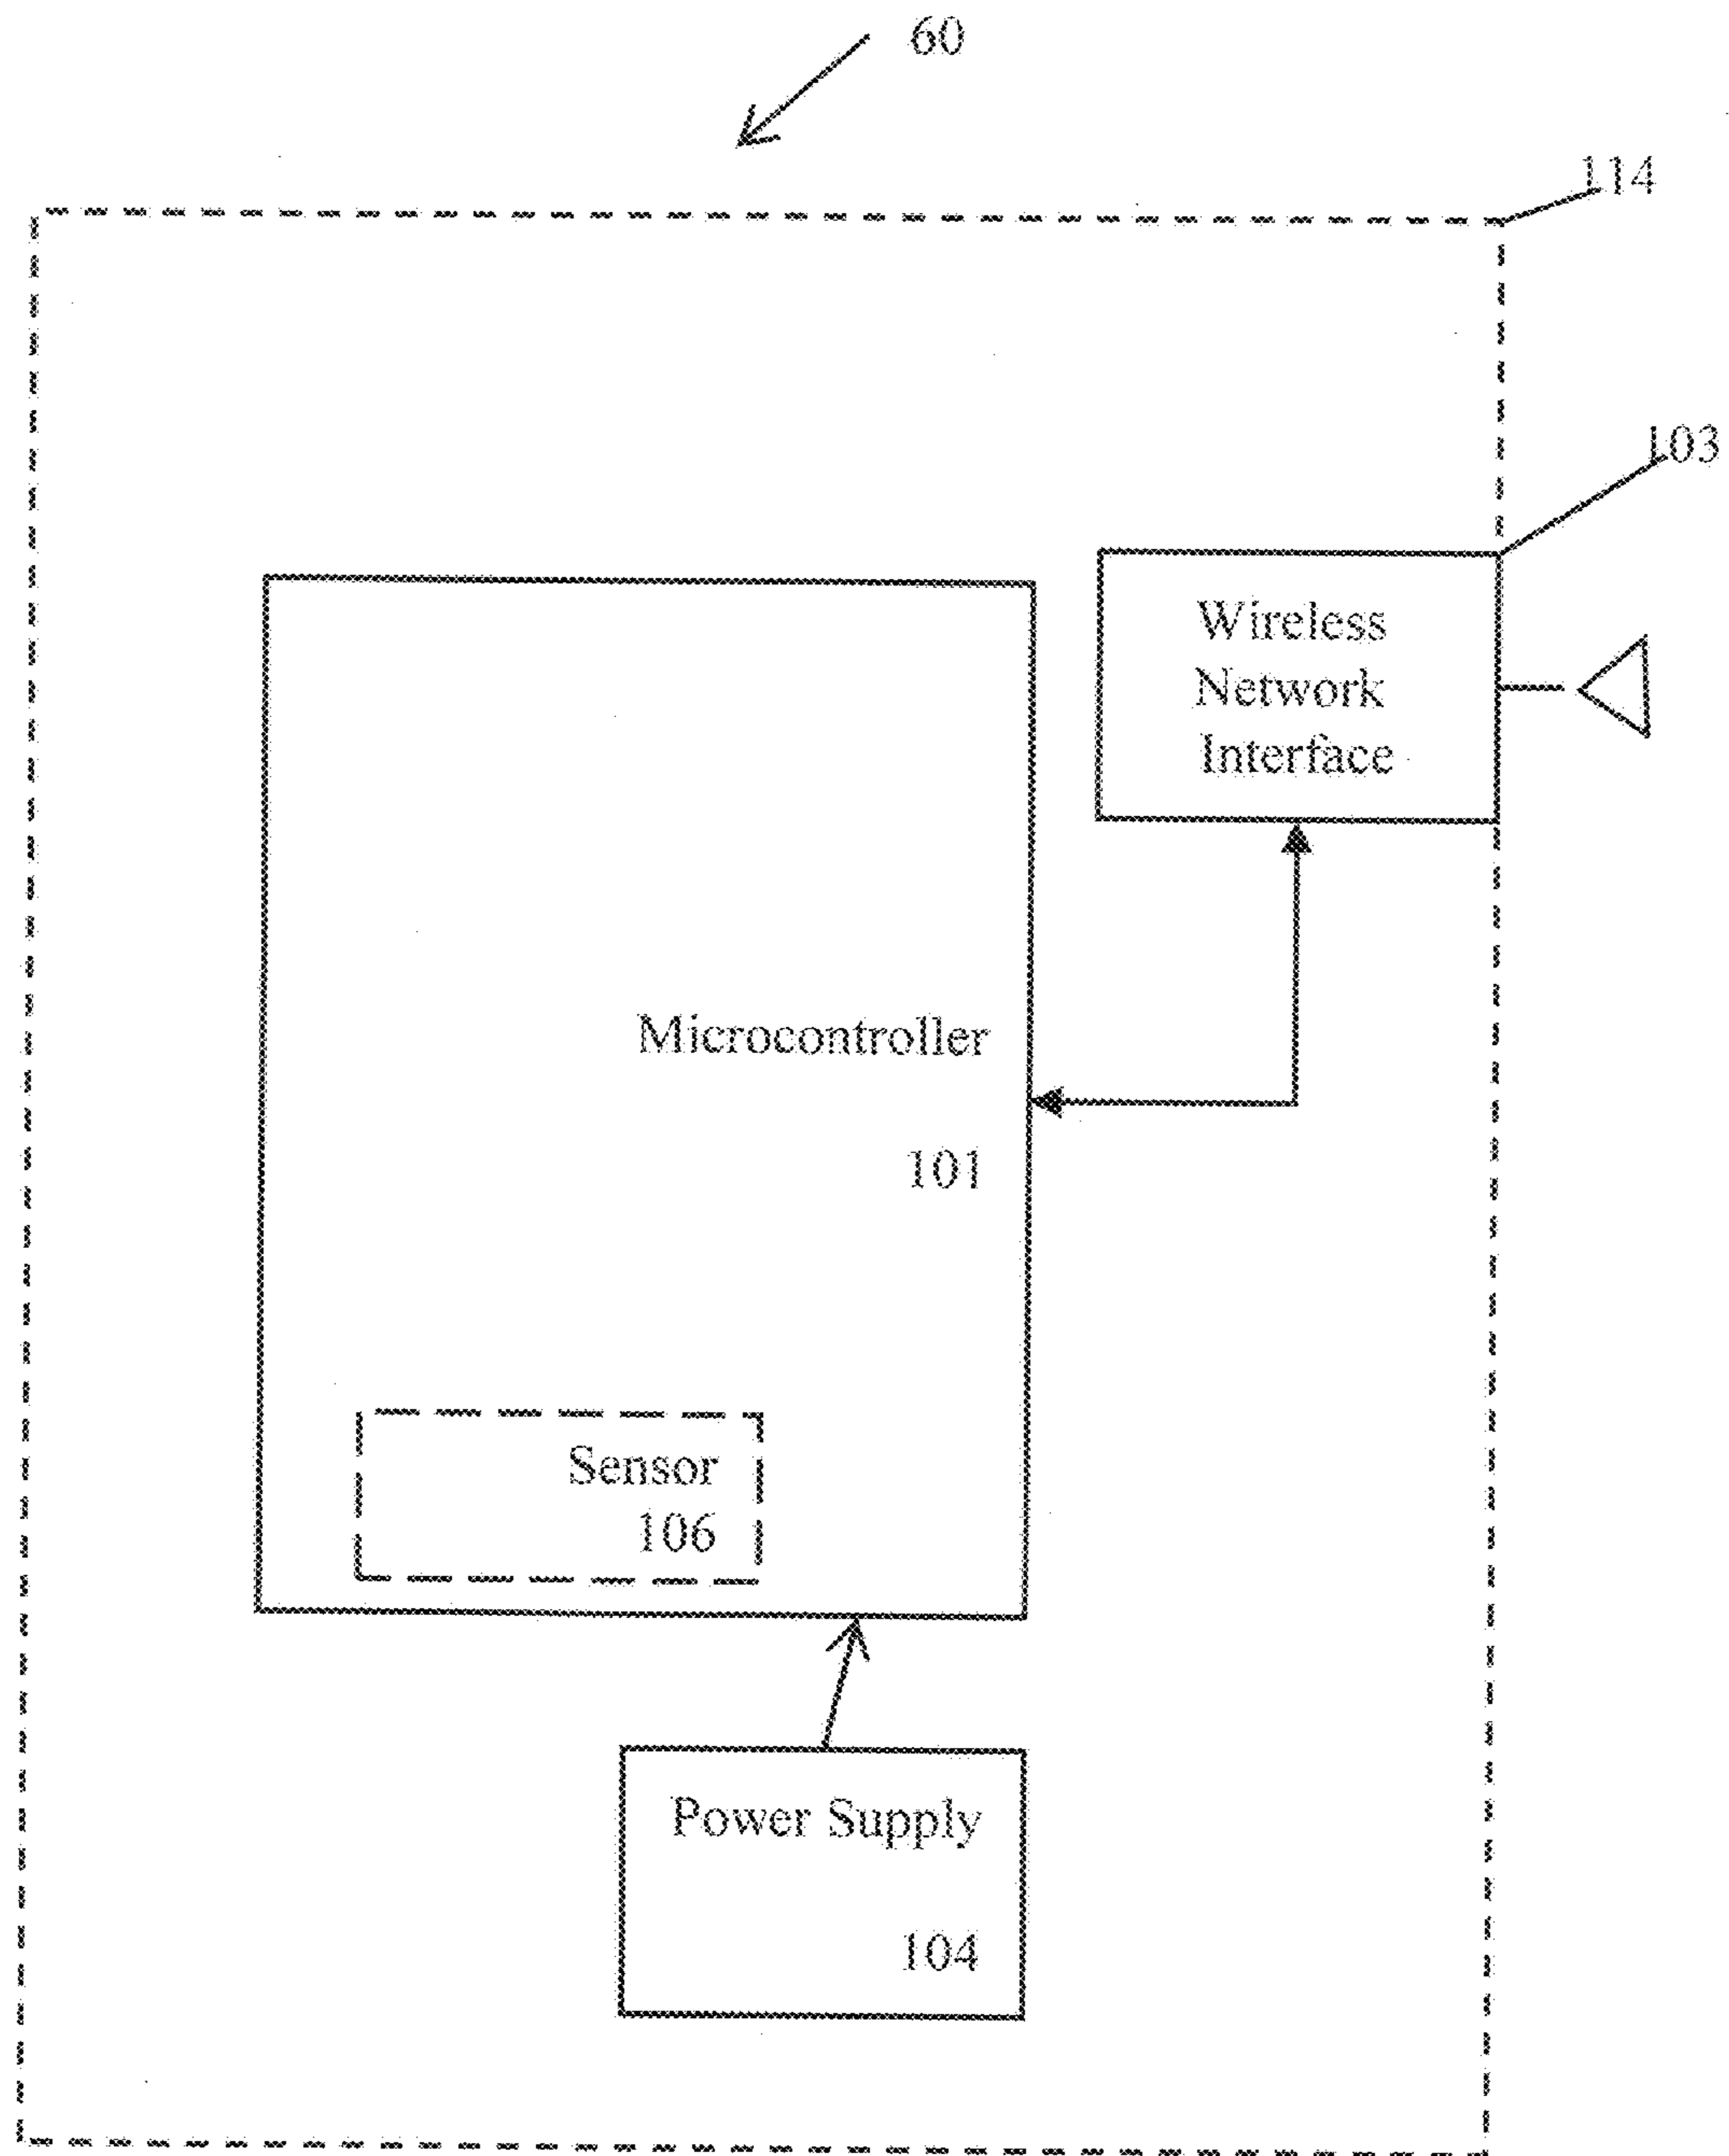 60
114
103
Wireless
Network
Interface
Microcontroller
101
Sensor
106
Power Supply
104